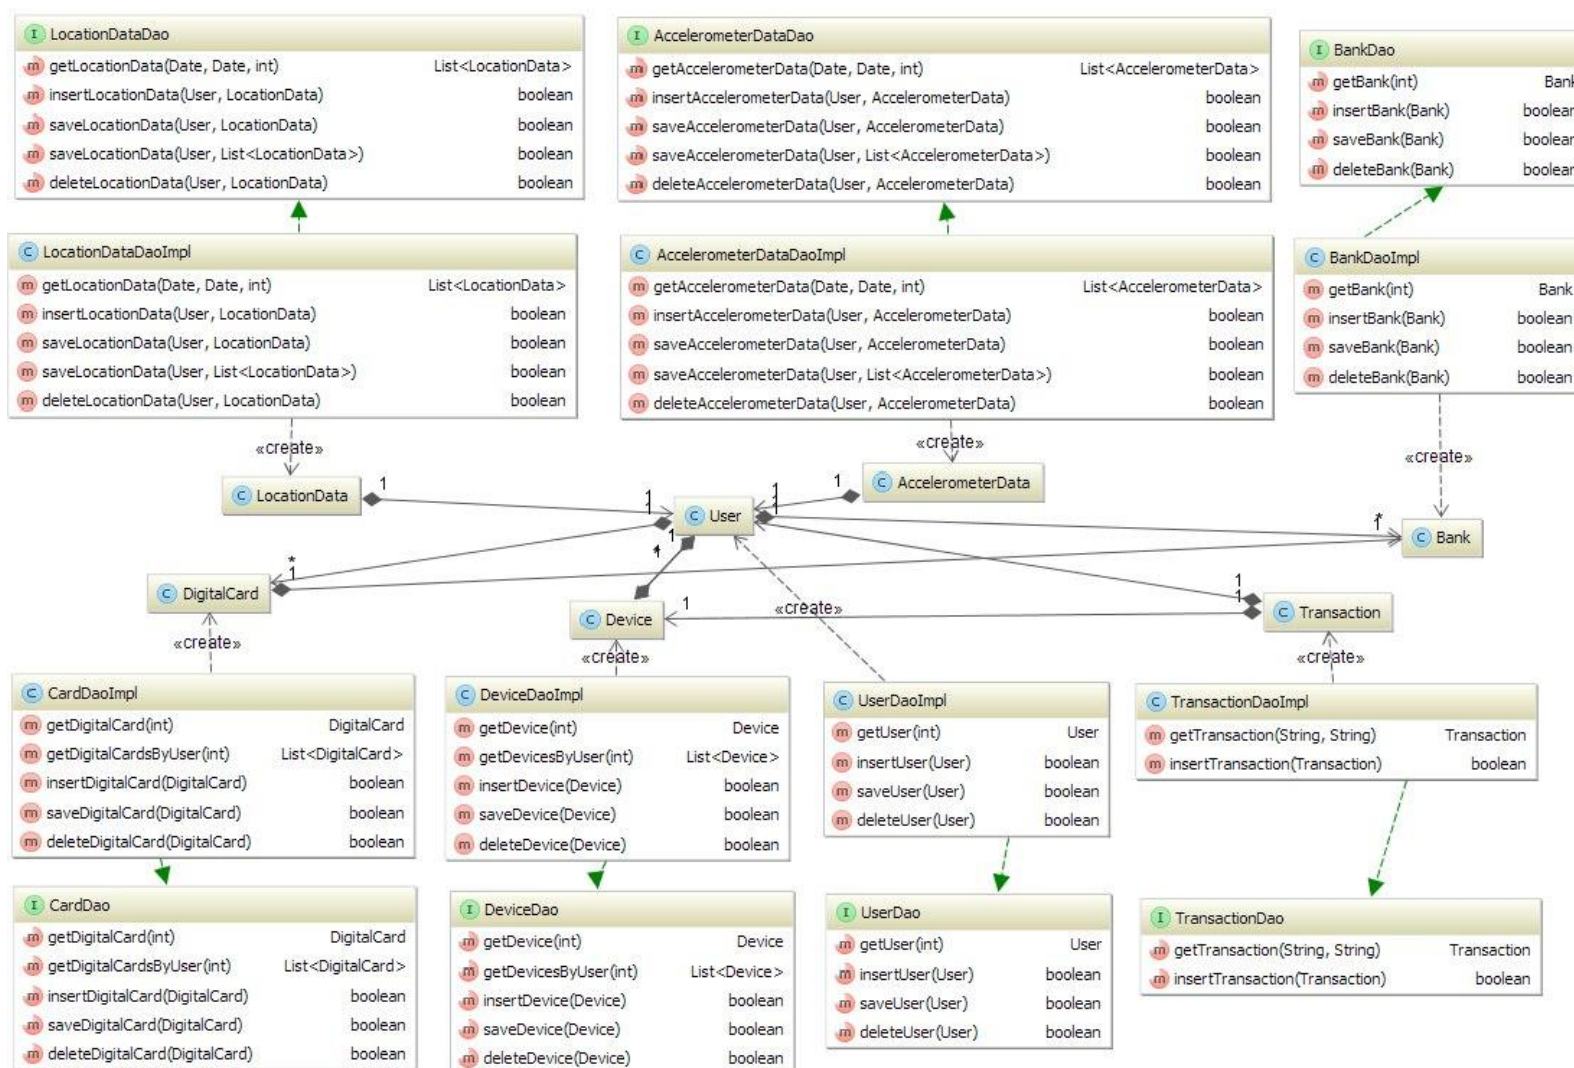 I LocationDataDao
m getLocationData(Date, Date, int) List<LocationData>
m insertLocationData(User, LocationData) boolean
m saveLocationData(User, LocationData) boolean
m saveLocationData(User, List<LocationData>) boolean
m deleteLocationData(User, LocationData) boolean
I AccelerometerDataDao
m getAccelerometerData(Date, Date, int) List<AccelerometerData>
m insertAccelerometerData(User, AccelerometerData) boolean
m saveAccelerometerData(User, AccelerometerData) boolean
m saveAccelerometerData(User, List<AccelerometerData>) boolean
m deleteAccelerometerData(User, AccelerometerData) boolean
I BankDao
m getBank(int) Bank
m insertBank(Bank) boolean
m saveBank(Bank) boolean
m deleteBank(Bank) boolean
C LocationDataDaoImpl
m getLocationData(Date, Date, int) List<LocationData>
m insertLocationData(User, LocationData) boolean
m saveLocationData(User, LocationData) boolean
m saveLocationData(User, List<LocationData>) boolean
m deleteLocationData(User, LocationData) boolean
C AccelerometerDataDaoImpl
m getAccelerometerData(Date, Date, int) List<AccelerometerData>
m insertAccelerometerData(User, AccelerometerData) boolean
m saveAccelerometerData(User, AccelerometerData) boolean
m saveAccelerometerData(User, List<AccelerometerData>) boolean
m deleteAccelerometerData(User, AccelerometerData) boolean
C BankDaoImpl
m getBank(int) Bank
m insertBank(Bank) boolean
m saveBank(Bank) boolean
m deleteBank(Bank) boolean
«create»
«create»
«create»
C LocationData
1
1
C User
1
1
C AccelerometerData
*
1
C Bank
*
1
C DigitalCard
1
*
1
C Device
1
«create»
1
1
C Transaction
«create»
«create»
«create»
C CardDaoImpl
m getDigitalCard(int) DigitalCard
m getDigitalCardsByUser(int) List<DigitalCard>
m insertDigitalCard(DigitalCard) boolean
m saveDigitalCard(DigitalCard) boolean
m deleteDigitalCard(DigitalCard) boolean
C DeviceDaoImpl
m getDevice(int) Device
m getDevicesByUser(int) List<Device>
m insertDevice(Device) boolean
m saveDevice(Device) boolean
m deleteDevice(Device) boolean
C UserDaoImpl
m getUser(int) User
m insertUser(User) boolean
m saveUser(User) boolean
m deleteUser(User) boolean
C TransactionDaoImpl
m getTransaction(String, String) Transaction
m insertTransaction(Transaction) boolean
I CardDao
m getDigitalCard(int) DigitalCard
m getDigitalCardsByUser(int) List<DigitalCard>
m insertDigitalCard(DigitalCard) boolean
m saveDigitalCard(DigitalCard) boolean
m deleteDigitalCard(DigitalCard) boolean
I DeviceDao
m getDevice(int) Device
m getDevicesByUser(int) List<Device>
m insertDevice(Device) boolean
m saveDevice(Device) boolean
m deleteDevice(Device) boolean
I UserDao
m getUser(int) User
m insertUser(User) boolean
m saveUser(User) boolean
m deleteUser(User) boolean
I TransactionDao
m getTransaction(String, String) Transaction
m insertTransaction(Transaction) boolean